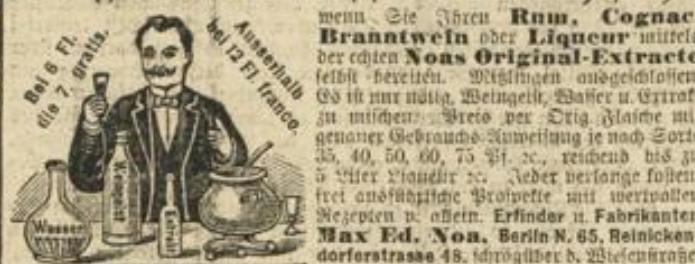 Bei 6 Fl.
die 7. gratis.
Ausserhalb
bei 12 Fl. franco.
Wasser
Weingeist
Extrakt
wenn Sie Ihren Rum, Cognac
Branntwein oder Liqueur mittels
der echten Noas Original-Extracte
selbst bereiten. Mißlingen ausgeschlossen
Es ist nur nötig, Weingeist, Wasser u. Extrakt
zu mischen. Preis per Orig. Flasche mit
genauer Gebrauchs-Anweisung je nach Sorte
35, 40, 50, 60, 75 Pf. ꝛc., reichend bis zu
5 Liter Liqueur ꝛc. Jeder verlange kosten
frei ausführliche Prospekte mit wertvollen
Rezepten v. allein. Erfinder u. Fabrikanten
Max Ed. Noa, Berlin N. 65, Reinicken
dorferstrasse 48, schrägüber d. Wiesenstraße